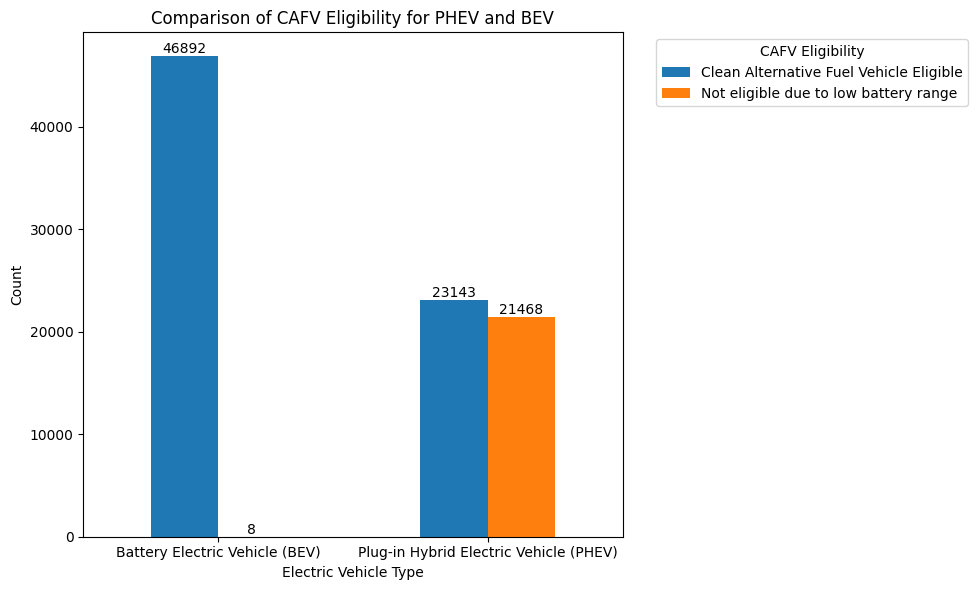 Comparison of CAFV Eligibility for PHEV and BEV
CAFV Eligibility
Clean Alternative Fuel Vehicle Eligible
Not eligible due to low battery range
46892
8
23143
21468
Count
40000
30000
20000
10000
0
Battery Electric Vehicle (BEV)
Plug-in Hybrid Electric Vehicle (PHEV)
Electric Vehicle Type